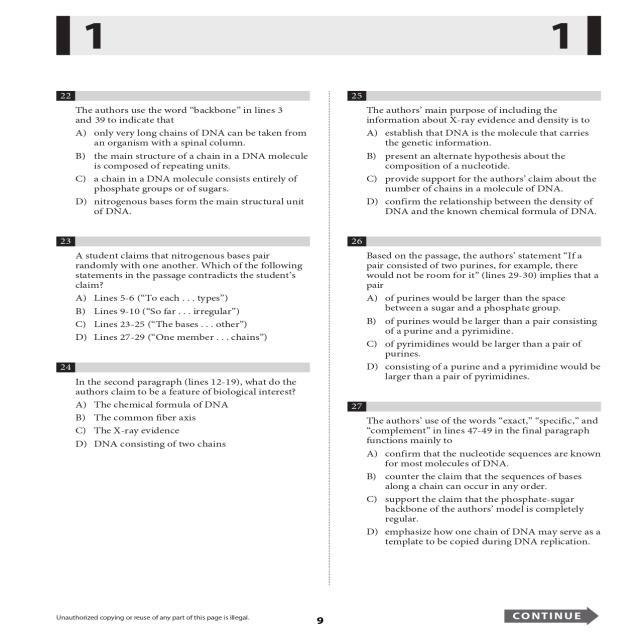 1
1
22
The authors use the word “backbone” in lines 3
and 39 to indicate that
A) only very long chains of DNA can be taken from
an organism with a spinal column.
B) the main structure of a chain in a DNA molecule
is composed of repeating units.
C) a chain in a DNA molecule consists entirely of
phosphate groups or of sugars.
D) nitrogenous bases form the main structural unit
of DNA.
23
A student claims that nitrogenous bases pair
randomly with one another. Which of the following
statements in the passage contradicts the student’s
claim?
A) Lines 5-6 (“To each . . . types”)
B) Lines 9-10 (“So far . . . irregular”)
C) Lines 23-25 (“The bases . . . other”)
D) Lines 27-29 (“One member . . . chains”)
24
In the second paragraph (lines 12-19), what do the
authors claim to be a feature of biological interest?
A) The chemical formula of DNA
B) The common fiber axis
C) The X-ray evidence
D) DNA consisting of two chains
25
The authors’ main purpose of including the
information about X-ray evidence and density is to
A) establish that DNA is the molecule that carries
the genetic information.
B) present an alternate hypothesis about the
composition of a nucleotide.
C) provide support for the authors’ claim about the
number of chains in a molecule of DNA.
D) confirm the relationship between the density of
DNA and the known chemical formula of DNA.
26
Based on the passage, the authors’ statement “If a
pair consisted of two purines, for example, there
would not be room for it” (lines 29-30) implies that a
pair
A) of purines would be larger than the space
between a sugar and a phosphate group.
B) of purines would be larger than a pair consisting
of a purine and a pyrimidine.
C) of pyrimidines would be larger than a pair of
purines.
D) consisting of a purine and a pyrimidine would be
larger than a pair of pyrimidines.
27
The authors’ use of the words “exact,” “specific,” and
“complement” in lines 47-49 in the final paragraph
functions mainly to
A) confirm that the nucleotide sequences are known
for most molecules of DNA.
B) counter the claim that the sequences of bases
along a chain can occur in any order.
C) support the claim that the phosphate-sugar
backbone of the authors’ model is completely
regular.
D) emphasize how one chain of DNA may serve as a
template to be copied during DNA replication.
Unauthorized copying or reuse of any part of this page is illegal.
9
CONTINUE